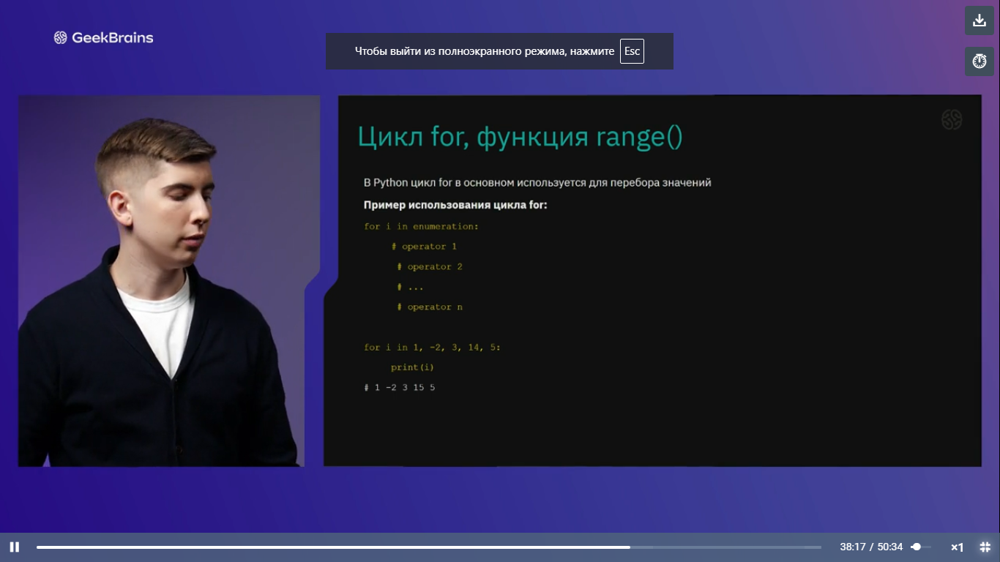 GeekBrains
Чтобы выйти из полноэкранного режима, нажмите Esc
Цикл for, функция range()
В Python цикл for в основном используется для перебора значений
Пример использования цикла for:
for i in enumeration:
# operator 1
# operator 2
# ...
# operator n
for i in 1, -2, 3, 14, 5:
print(i)
# 1 -2 3 15 5
38:17 / 50:34
×1